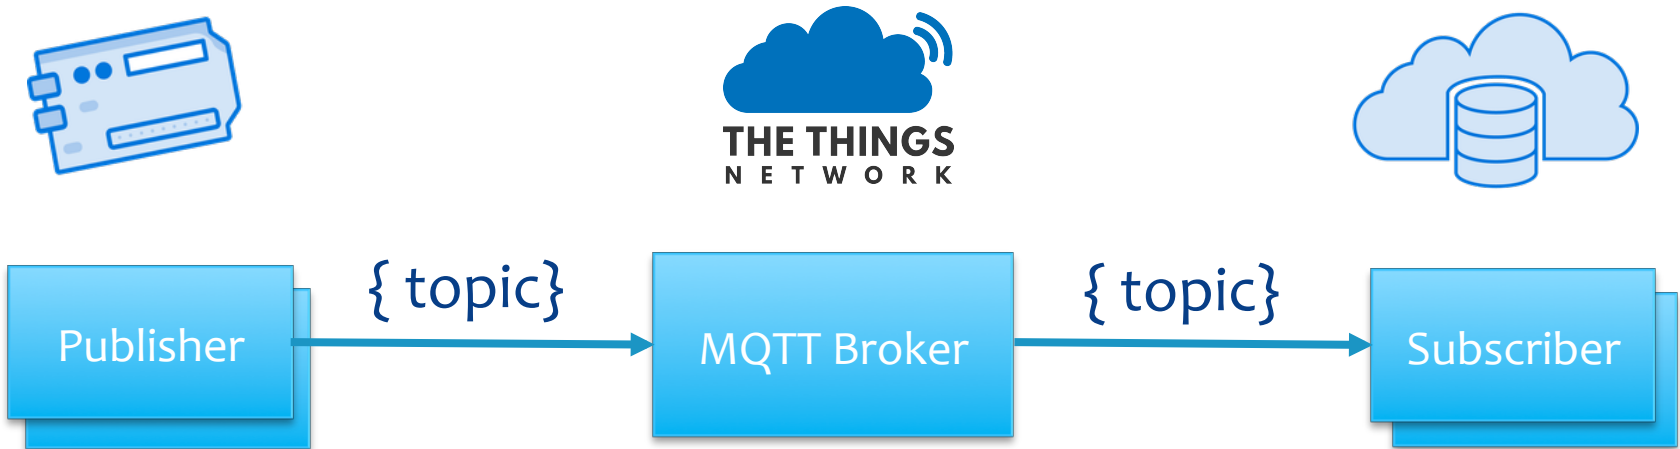 THE THINGS
NETWORK
{ topic}
{ topic}
Publisher
MQTT Broker
Subscriber